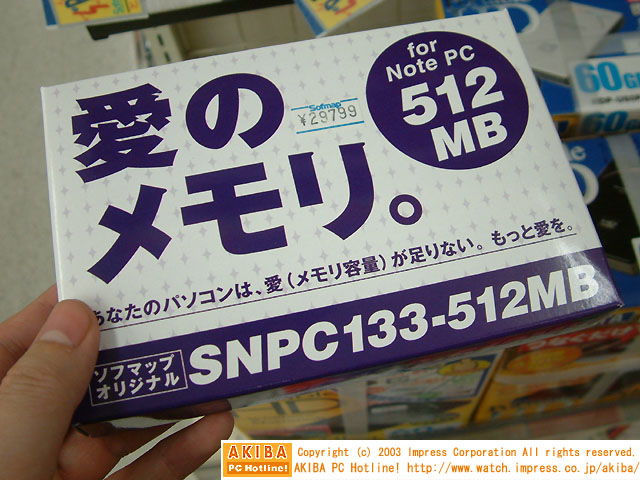 愛の
メモリ。
for
Note PC
512
MB
Sofmap
¥29799
あなたのパソコンは、愛（メモリ容量）が足りない。もっと愛を。
ソフマップ
オリジナル
SNPC133-512MB
60G
60G
AKIBA
PC Hotline!
Copyright (c) 2003 Impress Corporation All rights reserved.
AKIBA PC Hotline! http://www.watch.impress.co.jp/akiba/